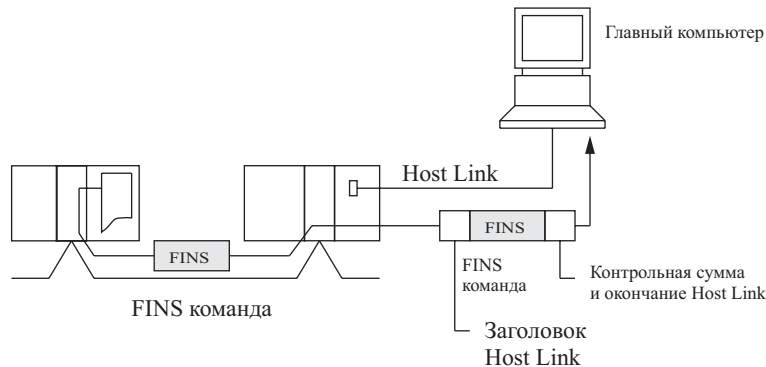 Главный компьютер
Host Link
FINS
FINS
FINS
команда
Контрольная сумма
и окончание Host Link
FINS команда
Заголовок
Host Link